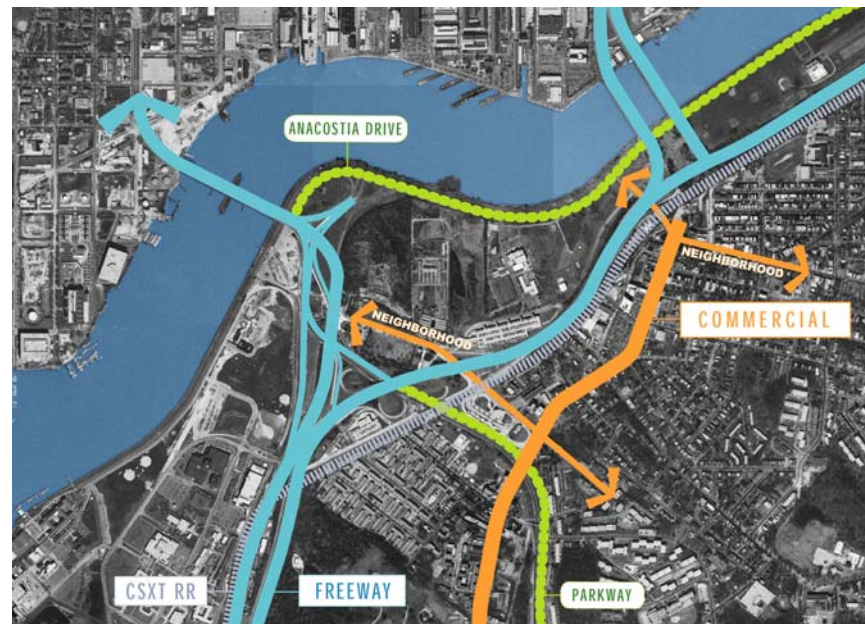 ANACOSTIA DRIVE
NEIGHBORHOOD
COMMERCIAL
NEIGHBORHOOD
CSXT RR
FREEWAY
PARKWAY